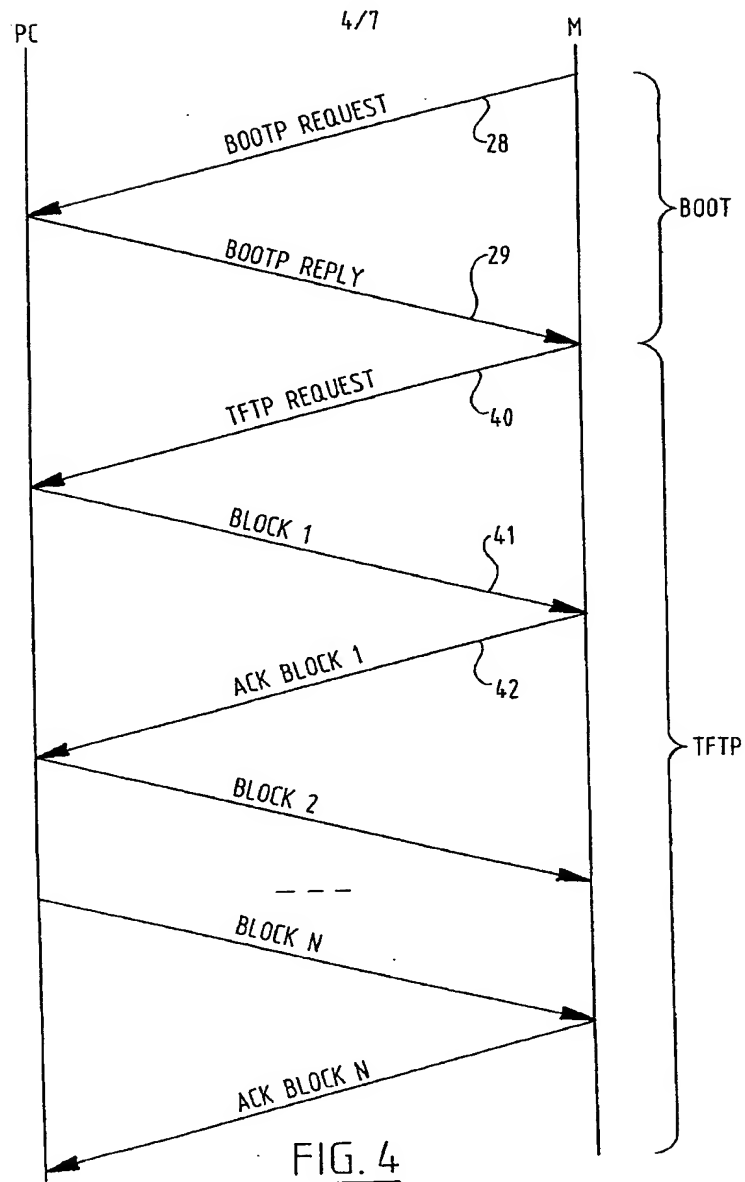 4/7
PC
M
BOOTP REQUEST
28
BOOT
BOOTP REPLY
29
TFTP REQUEST
40
BLOCK 1
41
ACK BLOCK 1
42
TFTP
BLOCK 2
---
BLOCK N
ACK BLOCK N
FIG. 4